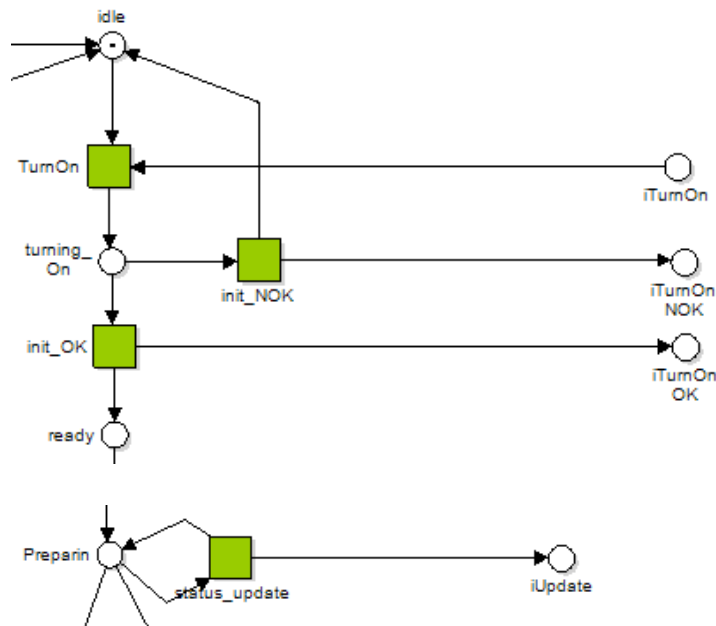 idle
TurnOn
iTurnOn
turning_
On
init_NOK
iTurnOn
NOK
init_OK
iTurnOn
OK
ready
Preparin
status_update
iUpdate